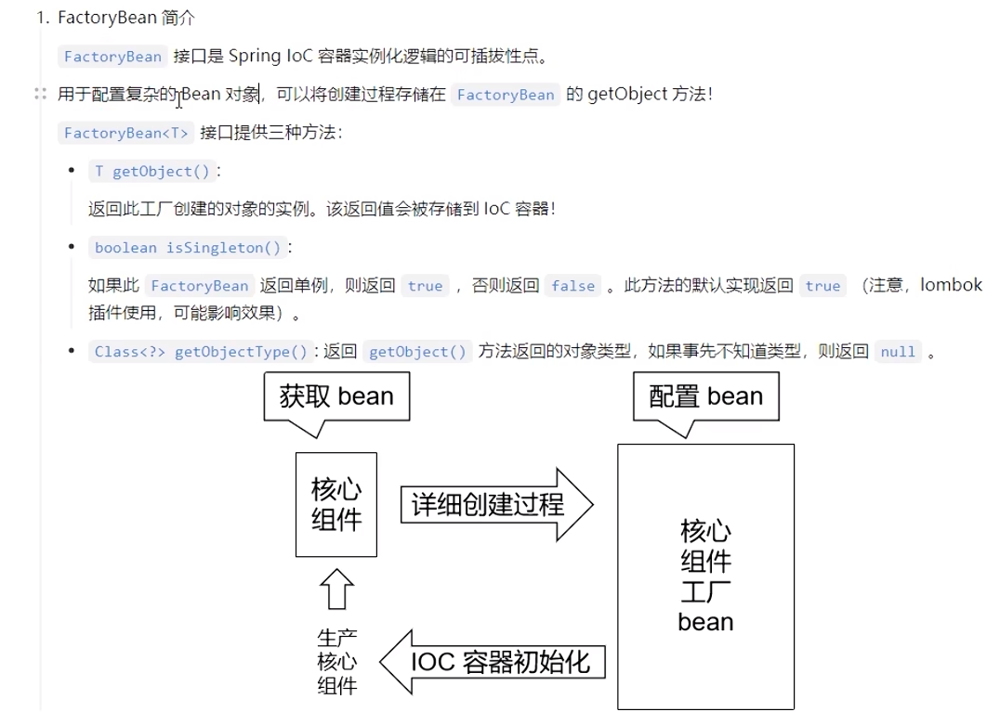 1. FactoryBean 简介
FactoryBean 接口是 Spring IoC 容器实例化逻辑的可插拔性点。
用于配置复杂的 Bean 对象，可以将创建过程存储在 FactoryBean 的 getObject 方法！
FactoryBean<T> 接口提供三种方法：
• T getObject()：
返回此工厂创建的对象的实例。该返回值会被存储到 IoC 容器！
• boolean isSingleton()：
如果此 FactoryBean 返回单例，则返回 true ，否则返回 false 。此方法的默认实现返回 true （注意，lombok
插件使用，可能影响效果）。
• Class<?> getObjectType()：返回 getObject() 方法返回的对象类型，如果事先不知道类型，则返回 null 。
获取 bean
配置 bean
核心
组件
详细创建过程
核心
组件
工厂
bean
生产
核心
组件
IOC 容器初始化